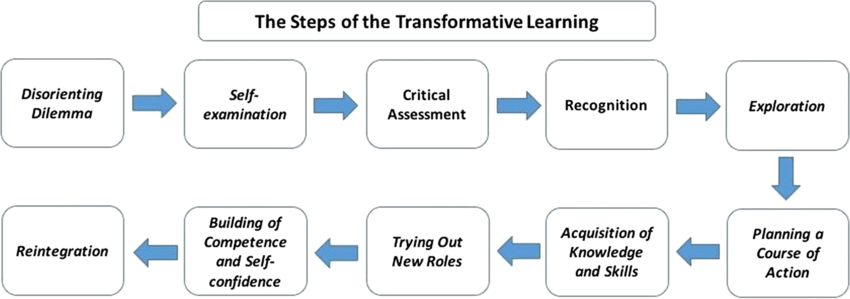 The Steps of the Transformative Learning
Disorienting
Dilemma
Self-
examination
Critical
Assessment
Recognition
Exploration
Planning a
Course of
Action
Acquisition of
Knowledge
and Skills
Trying Out
New Roles
Building of
Competence
and Self-
confidence
Reintegration